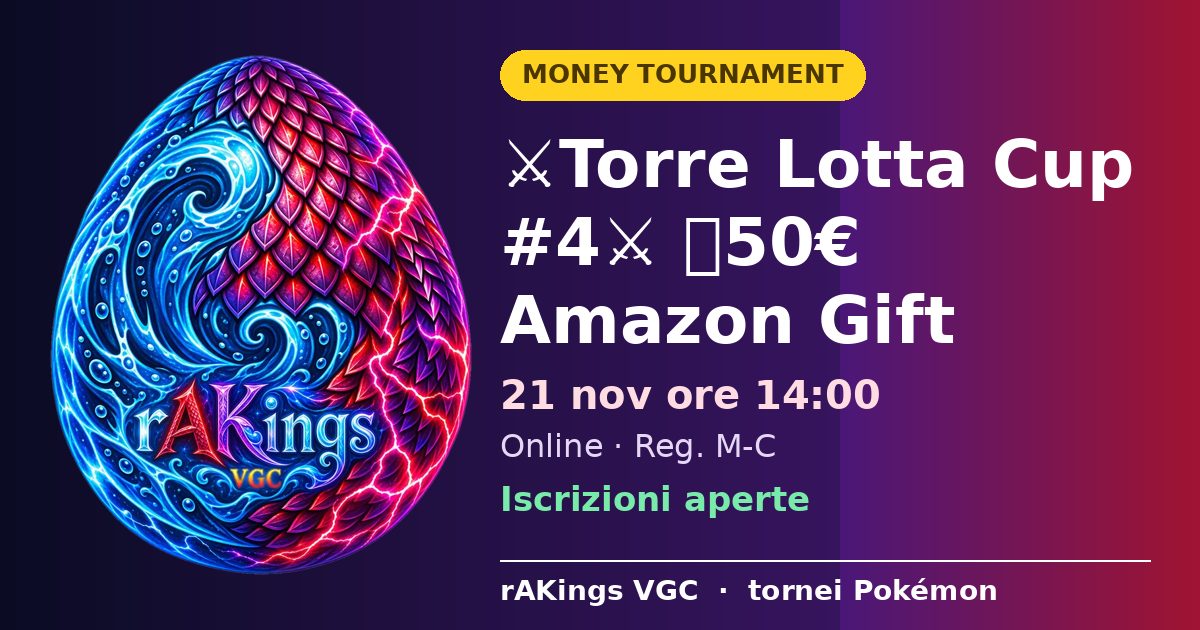 MONEY TOURNAMENT
⚔Torre Lotta Cup
#4⚔ 50€
Amazon Gift
21 nov ore 14:00
Online · Reg. M-C
Iscrizioni aperte
rAKings VGC · tornei Pokémon
rAKings
VGC